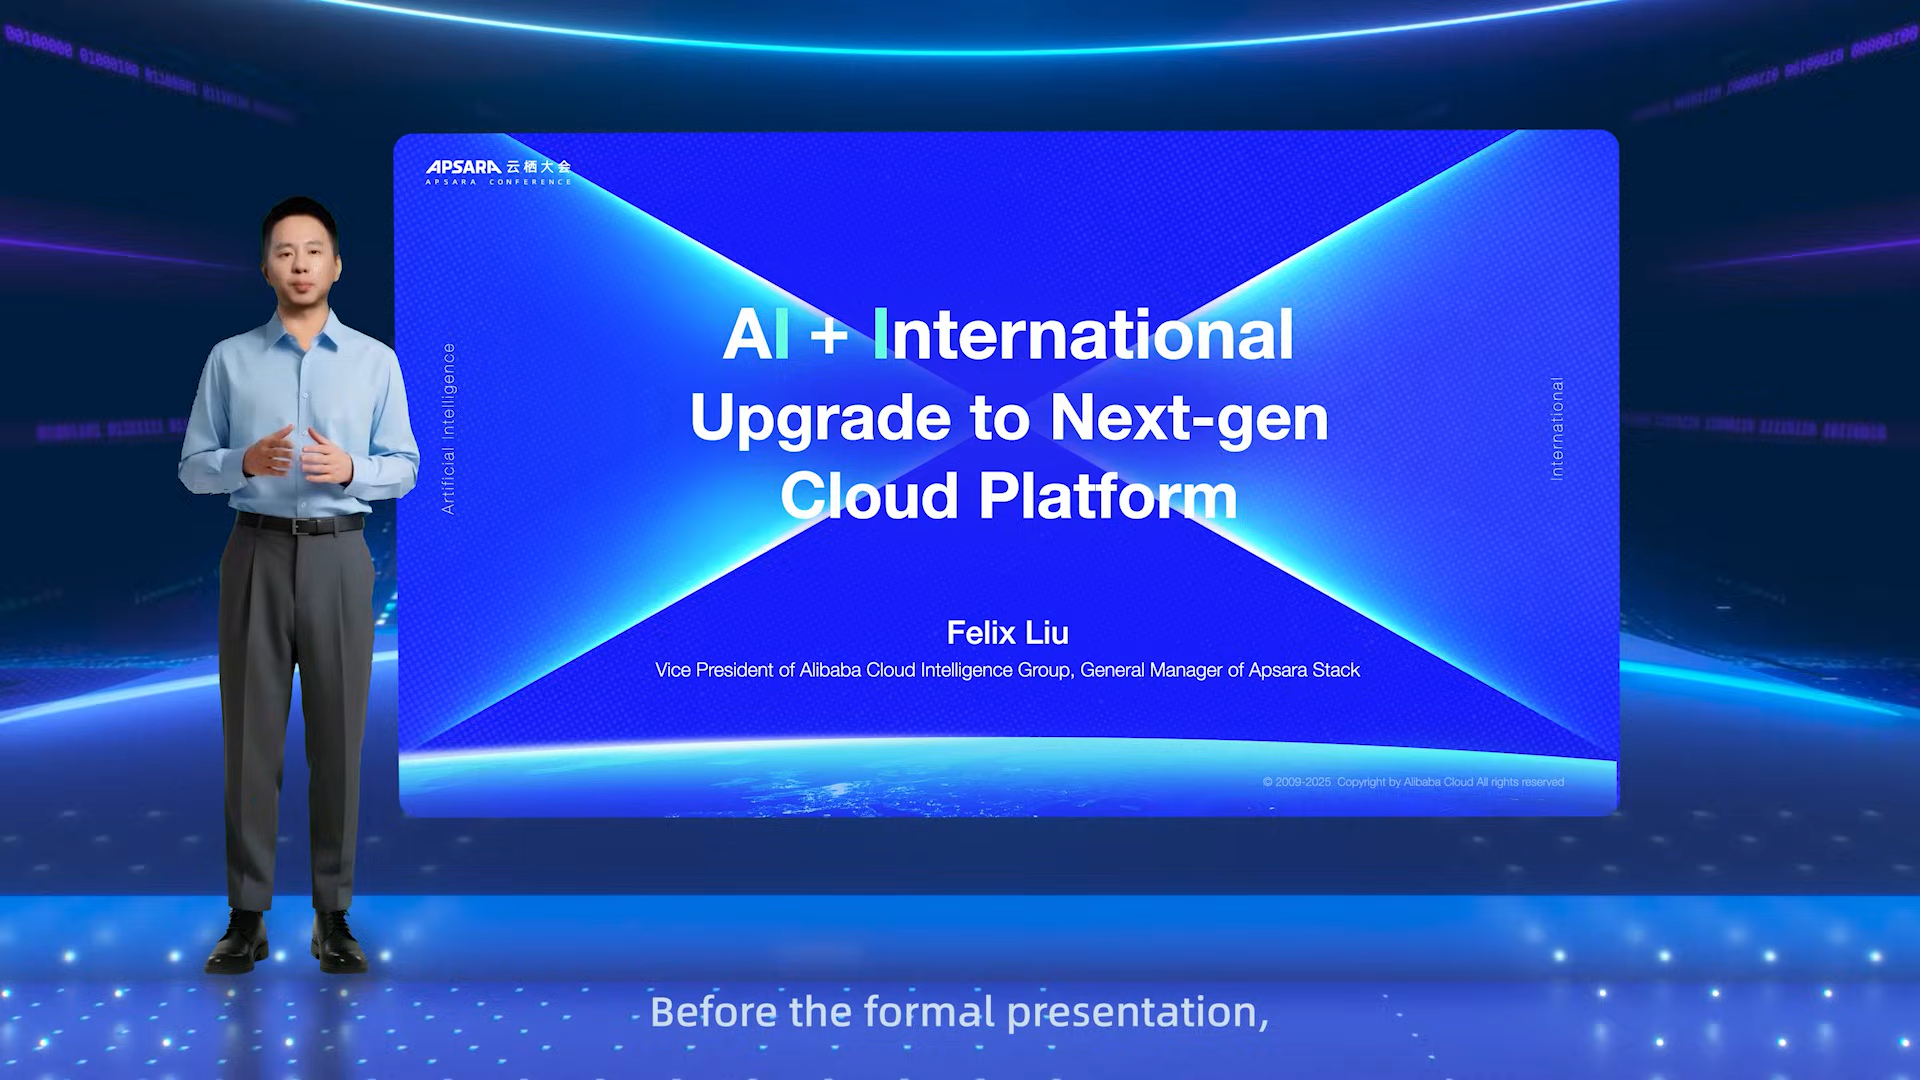 APSARA 云栖大会
APSARA CONFERENCE
Artificial Intelligence
AI + International
Upgrade to Next-gen
Cloud Platform
International
Felix Liu
Vice President of Alibaba Cloud Intelligence Group, General Manager of Apsara Stack
© 2009-2025 Copyright by Alibaba Cloud All rights reserved
Before the formal presentation,